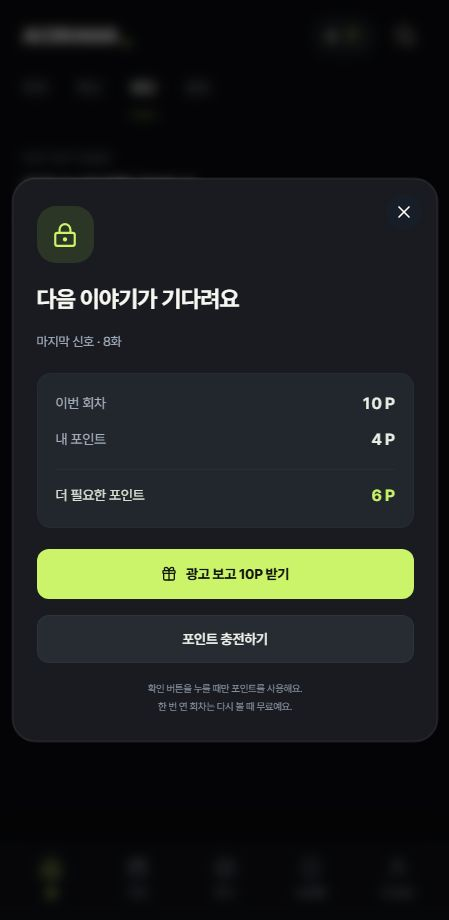 다음 이야기가 기다려요
마지막 신호 · 8화
이번 회차 10 P
내 포인트 4 P
더 필요한 포인트 6 P
광고 보고 10P 받기
포인트 충전하기
확인 버튼을 누를 때만 포인트를 사용해요.
한 번 연 회차는 다시 볼 때 무료예요.